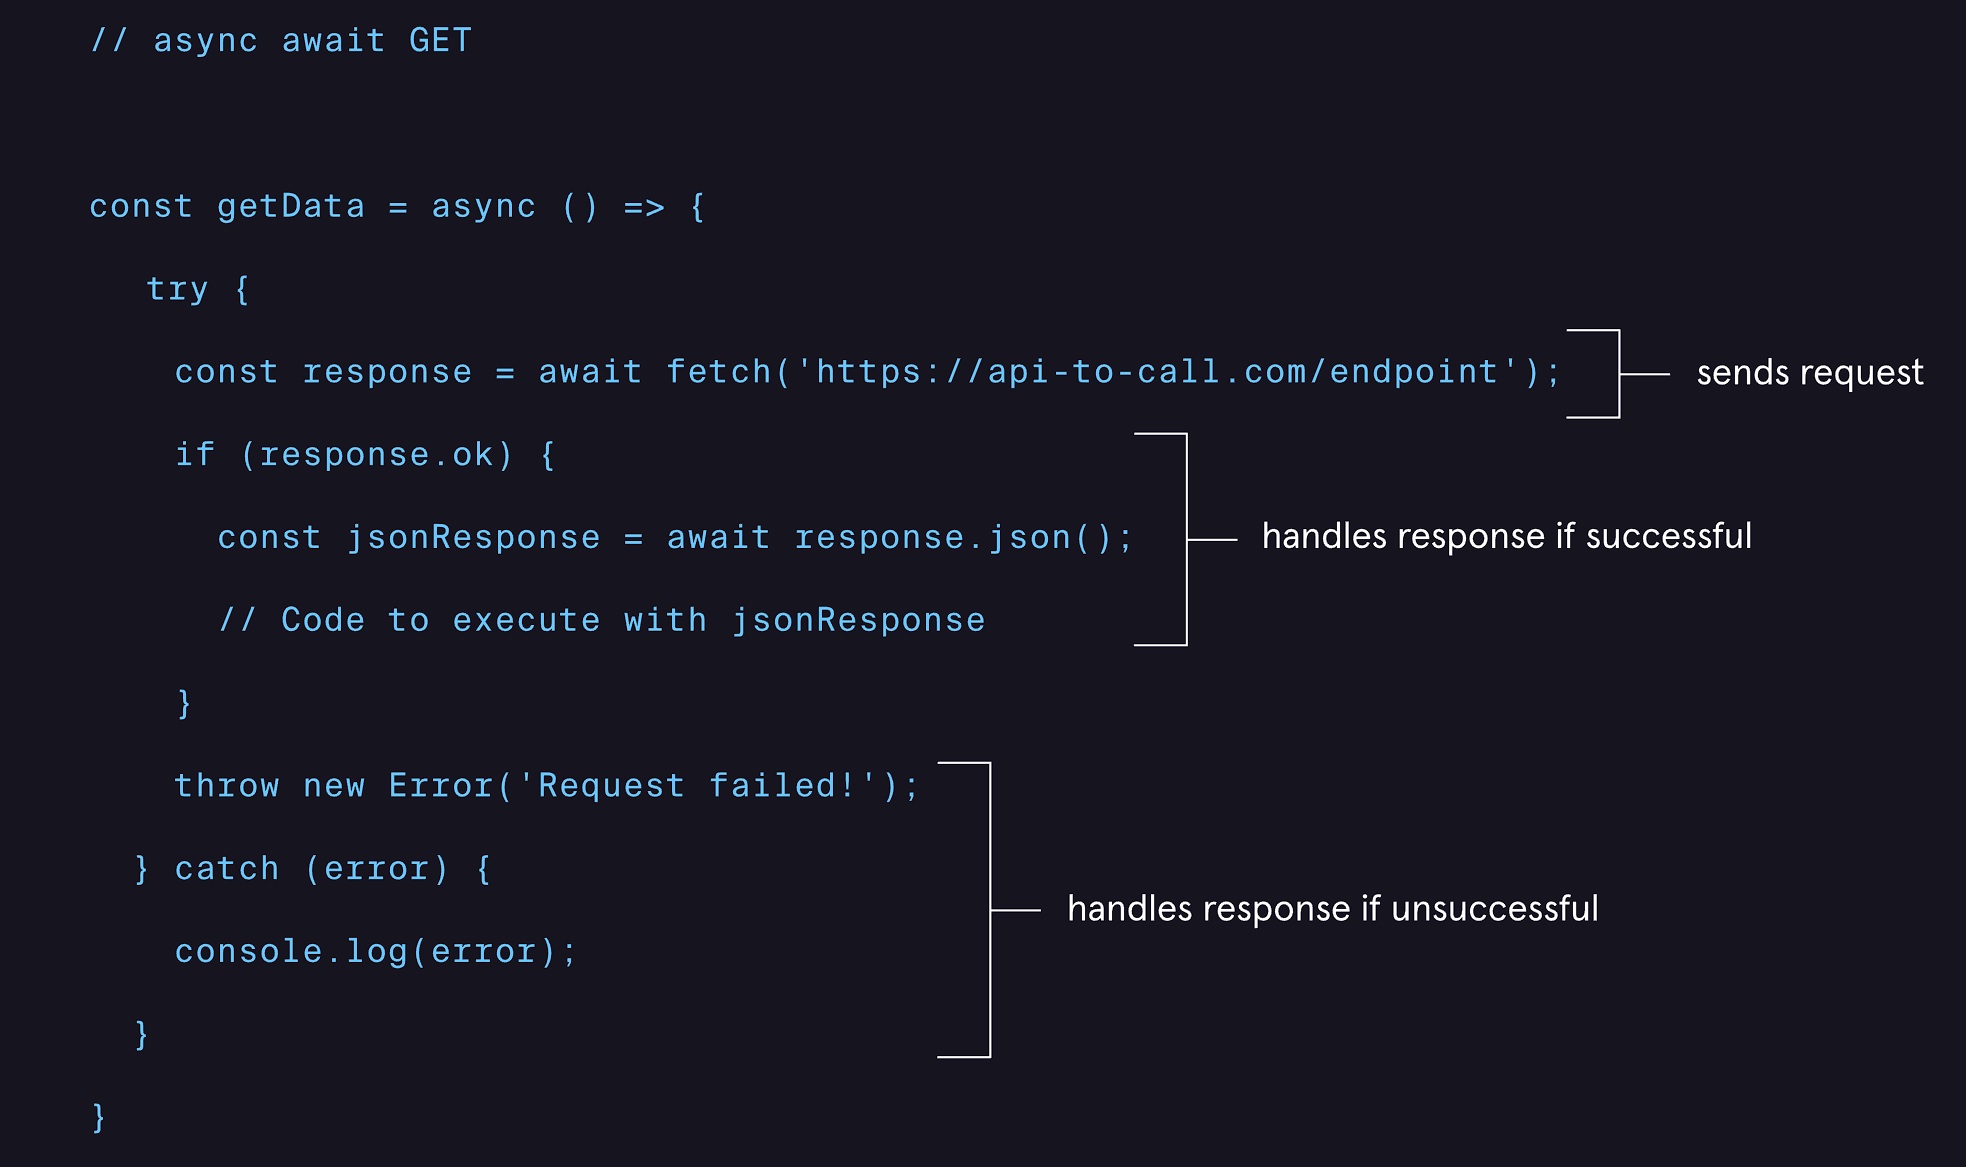 // async await GET
const getData = async () => {
try {
const response = await fetch('https://api-to-call.com/endpoint');
sends request
if (response.ok) {
const jsonResponse = await response.json();
handles response if successful
// Code to execute with jsonResponse
}
throw new Error('Request failed!');
} catch (error) {
handles response if unsuccessful
console.log(error);
}
}